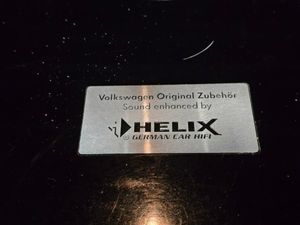 Volkswagen Original Zubehör
Sound enhanced by
HELIX
GERMAN CAR HIFI